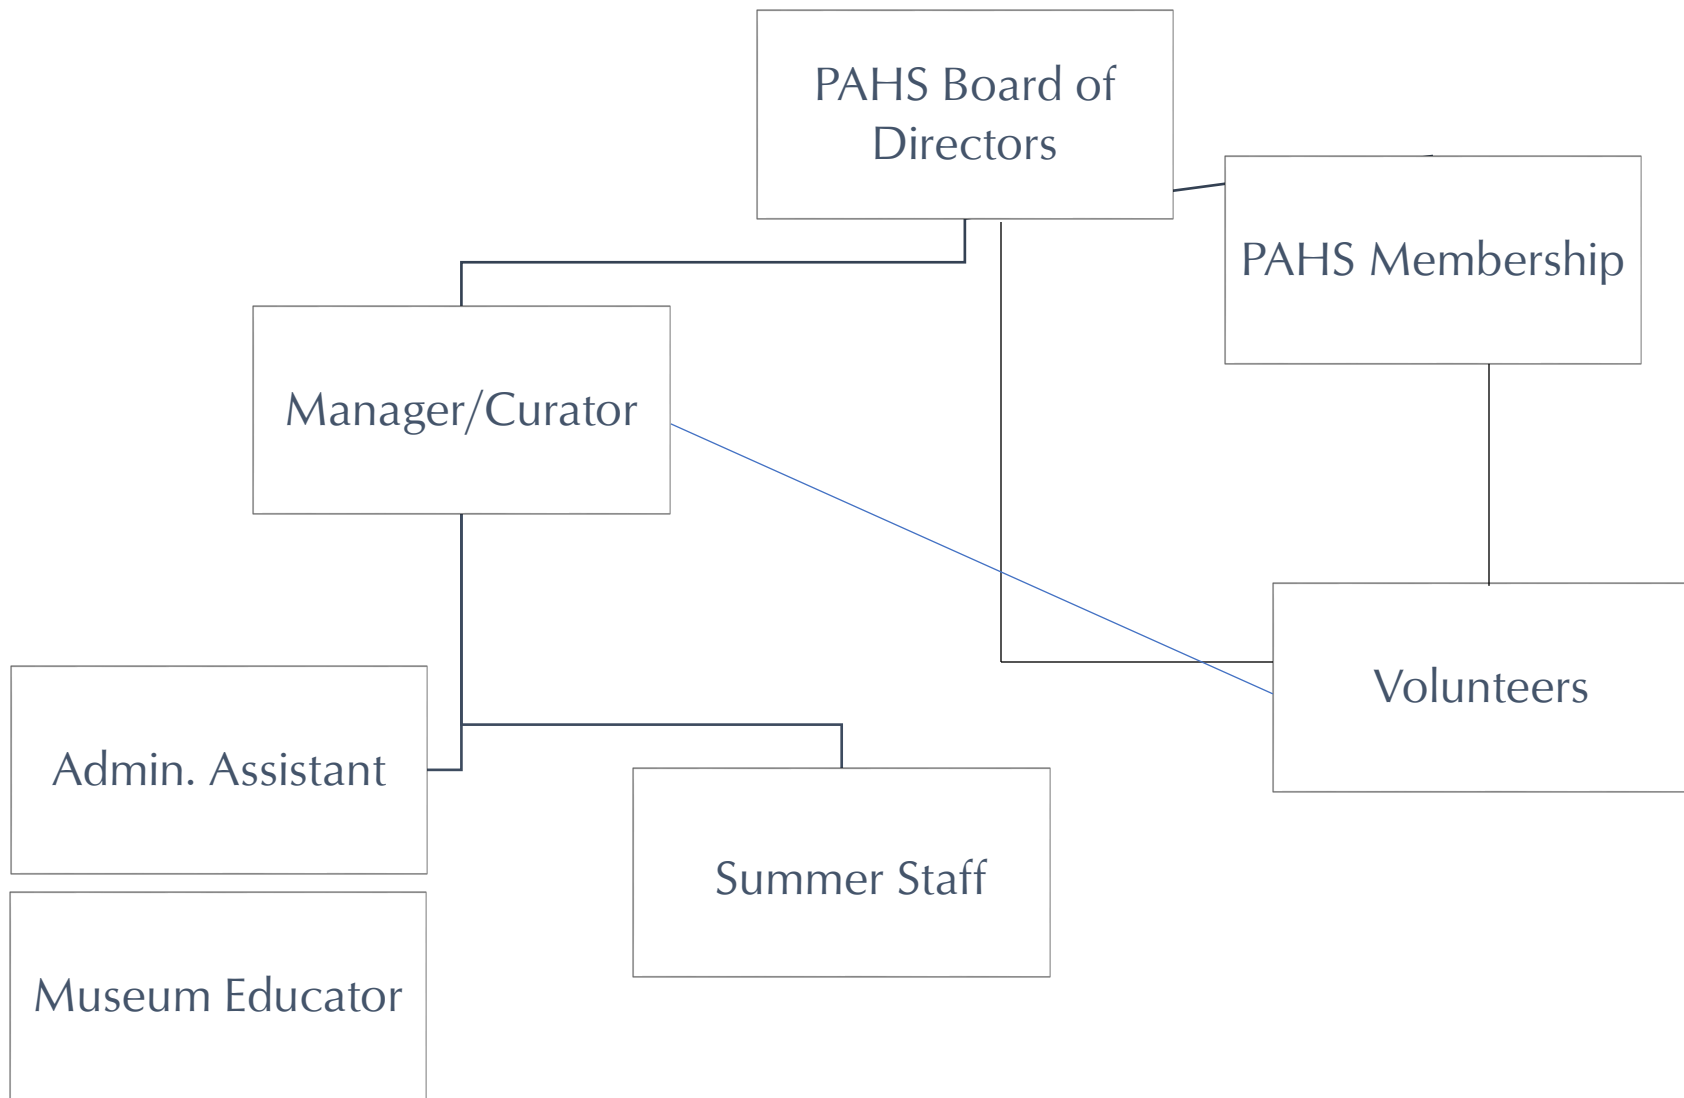 PAHS Board of
Directors
PAHS Membership
Manager/Curator
Volunteers
Admin. Assistant
Summer Staff
Museum Educator